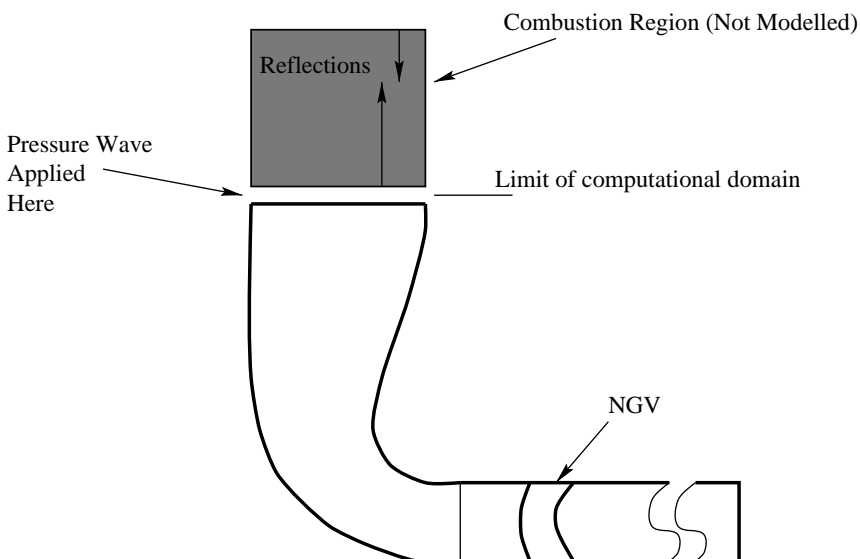 Combustion Region (Not Modelled)
Reflections
Pressure Wave
Applied
Here
Limit of computational domain
NGV